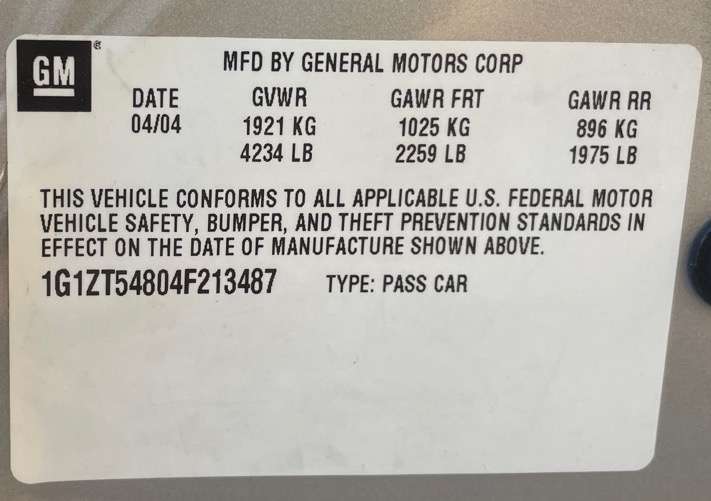 GM®
MFD BY GENERAL MOTORS CORP
DATE GVWR GAWR FRT GAWR RR
04/04 1921 KG 1025 KG 896 KG
4234 LB 2259 LB 1975 LB
THIS VEHICLE CONFORMS TO ALL APPLICABLE U.S. FEDERAL MOTOR
VEHICLE SAFETY, BUMPER, AND THEFT PREVENTION STANDARDS IN
EFFECT ON THE DATE OF MANUFACTURE SHOWN ABOVE.
1G1ZT54804F213487 TYPE: PASS CAR